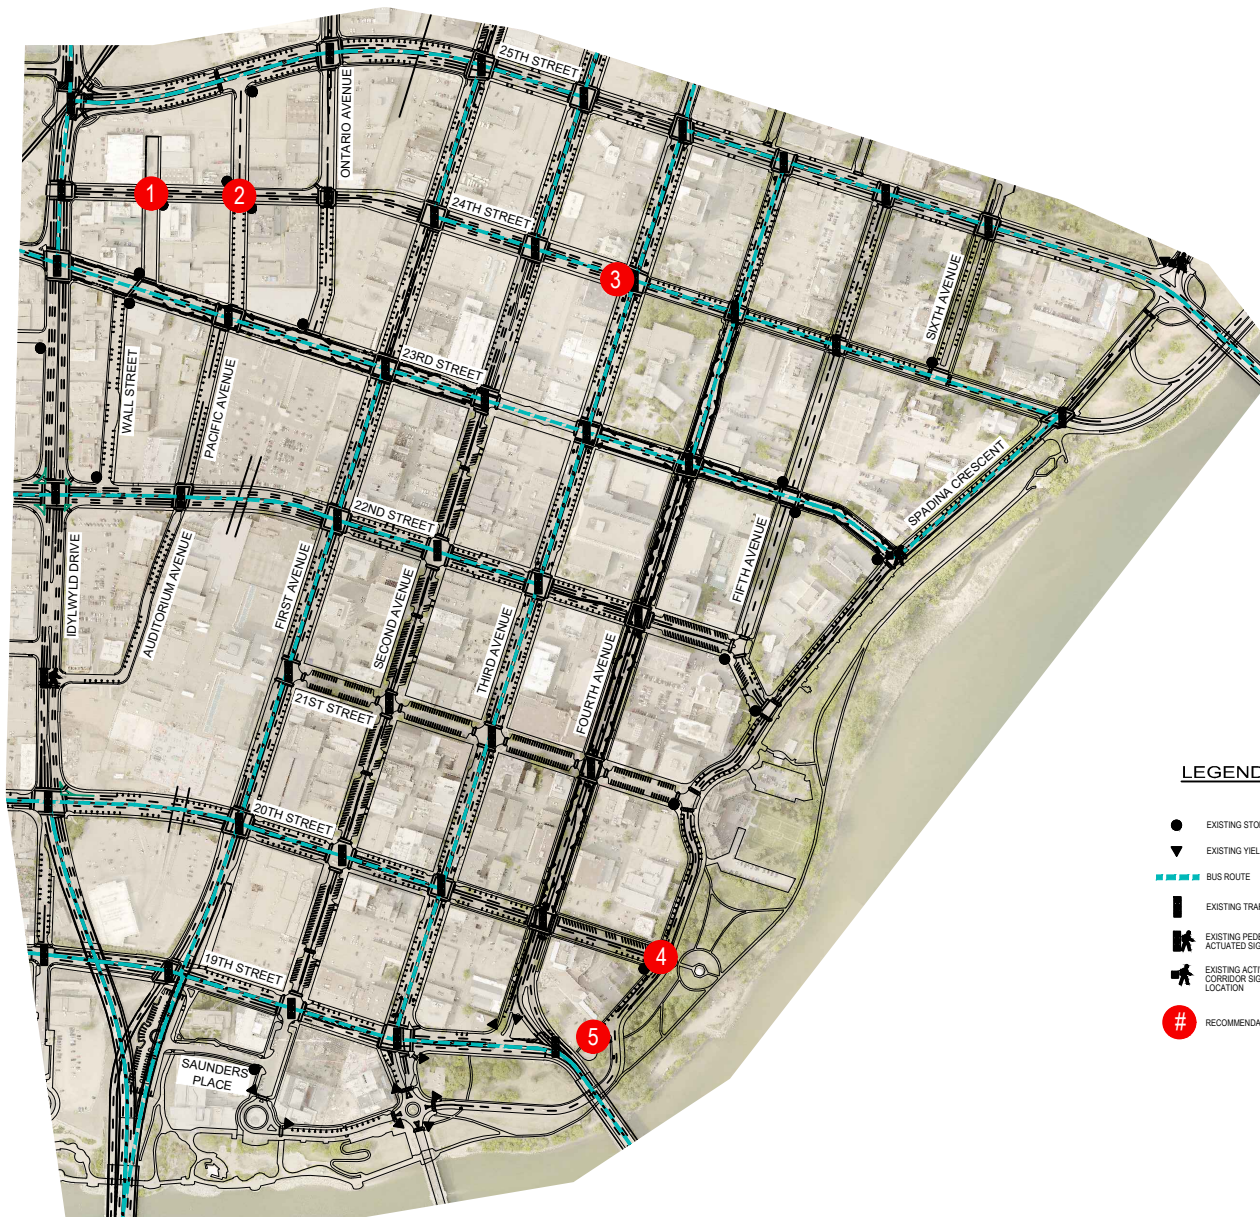 25TH STREET
ONTARIO AVENUE
1
2
24TH STREET
3
SIXTH AVENUE
23RD STREET
WALL STREET
PACIFIC AVENUE
SPADINA CRESCENT
22ND STREET
FIFTH AVENUE
IDYLWYLD DRIVE
AUDITORIUM AVENUE
FIRST AVENUE
SECOND AVENUE
THIRD AVENUE
FOURTH AVENUE
21ST STREET
20TH STREET
4
19TH STREET
5
SAUNDERS
PLACE
LEGEND
EXISTING STO
EXISTING YIEL
BUS ROUTE
EXISTING TRA
EXISTING PEDE
ACTUATED SIG
EXISTING ACTI
CORRIDOR SIG
LOCATION
# RECOMMENDA